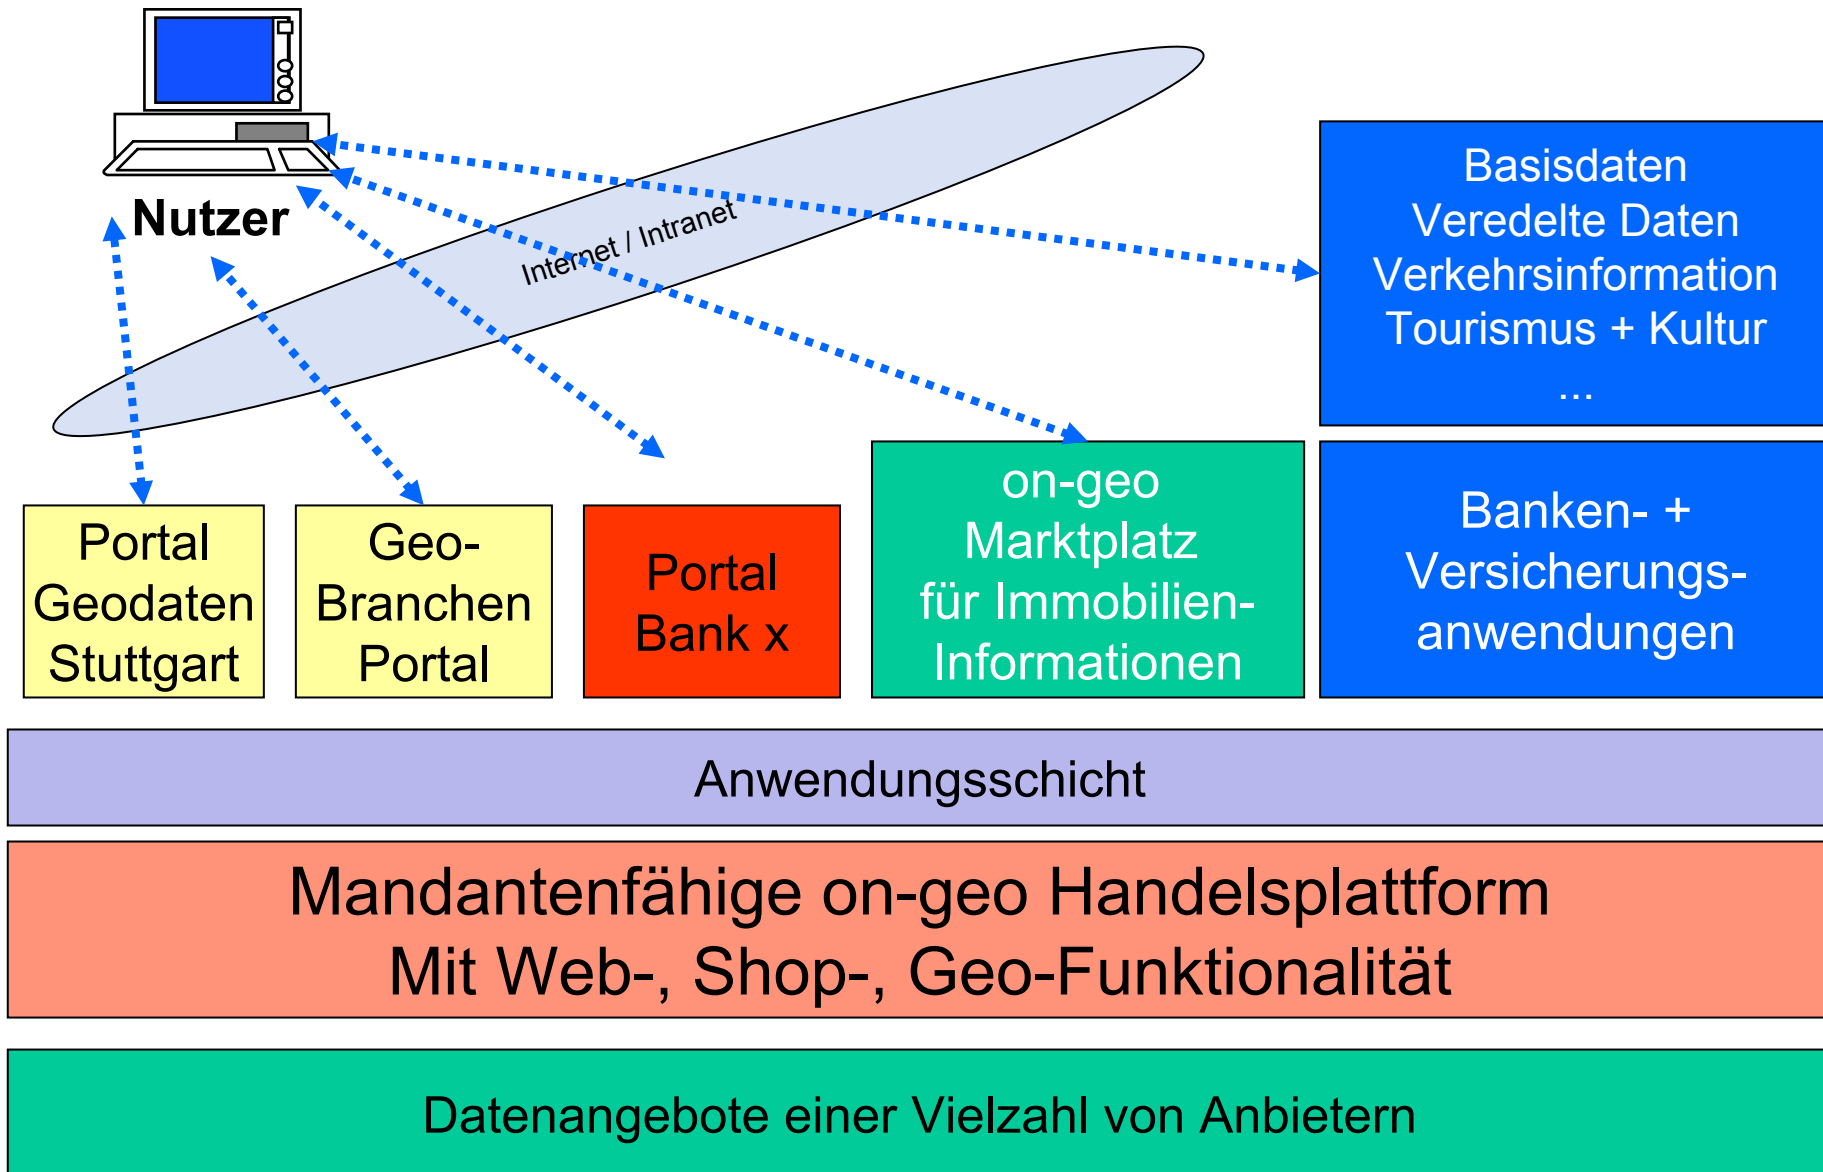 Nutzer
Internet / Intranet
Basisdaten
Veredelte Daten
Verkehrsinformation
Tourismus + Kultur
...
Portal
Geodaten
Stuttgart
Geo-
Branchen
Portal
Portal
Bank x
on-geo
Marktplatz
für Immobilien-
Informationen
Banken- +
Versicherungs-
anwendungen
Anwendungsschicht
Mandantenfähige on-geo Handelsplattform
Mit Web-, Shop-, Geo-Funktionalität
Datenangebote einer Vielzahl von Anbietern